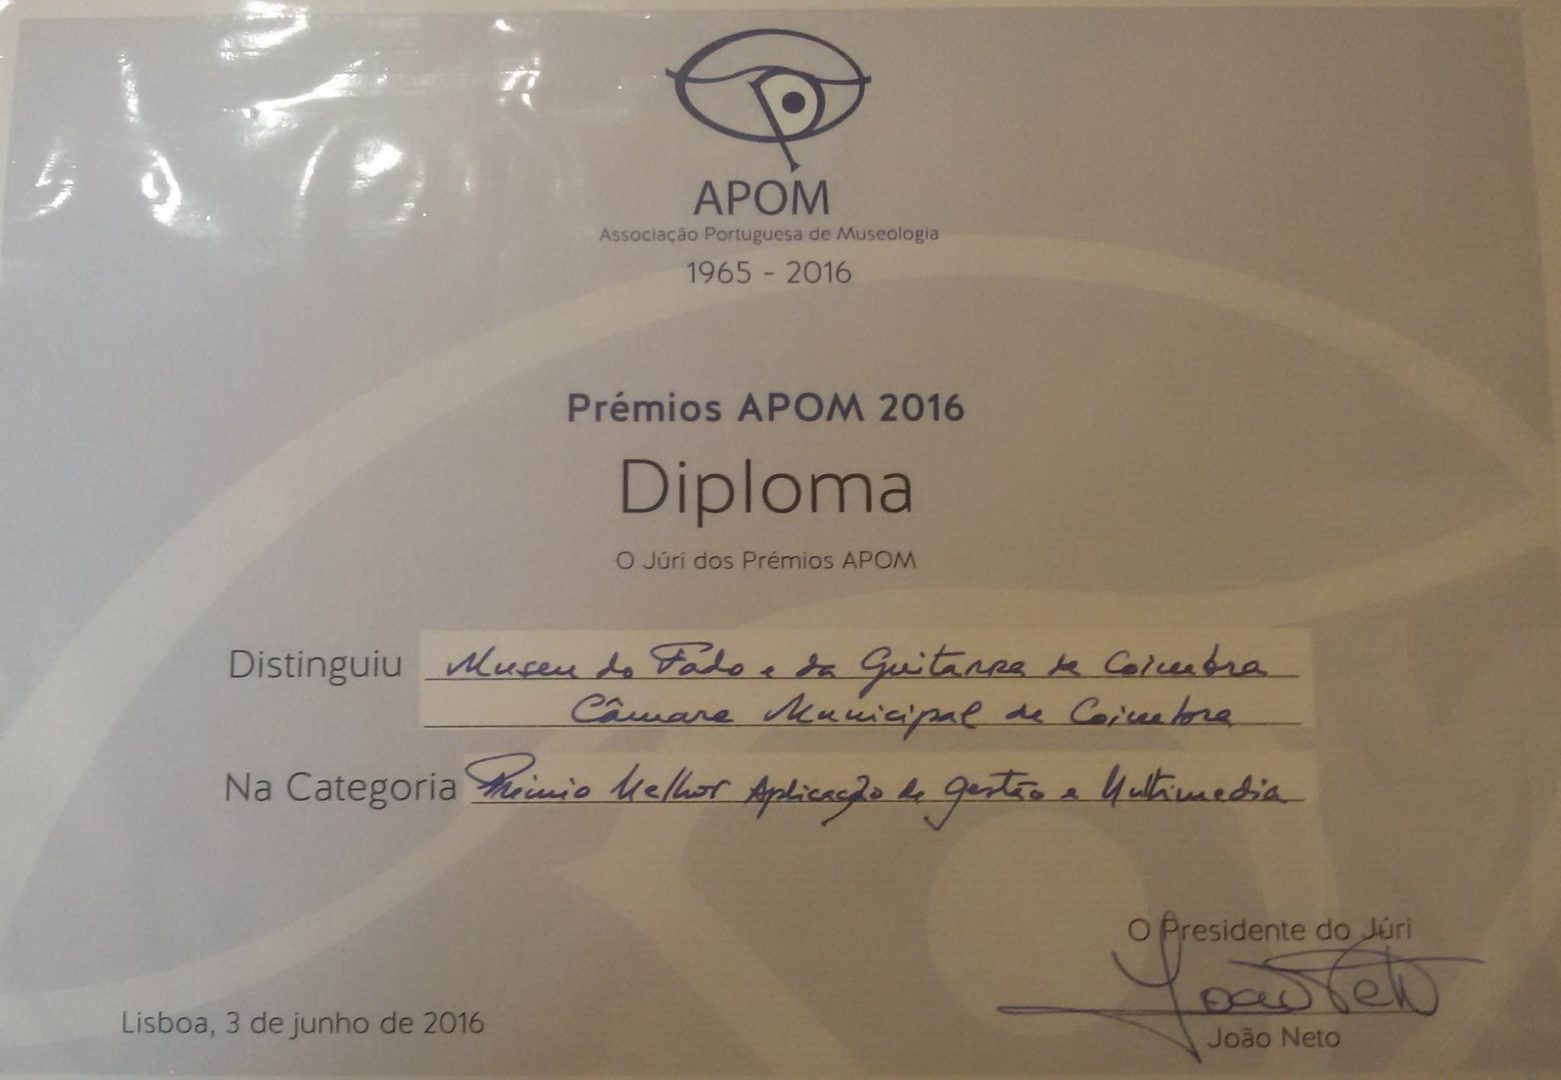 APOM
Associação Portuguesa de Museologia
1965 - 2016
Prémios APOM 2016
Diploma
O Júri dos Prémios APOM
Distinguiu Museu do Fado e da Guitarra de Coimbra
Câmara Municipal de Coimbra
Na Categoria Prémio Melhor Aplicação de Gestão e Multimedia
O Presidente do Júri
João Neto
Lisboa, 3 de junho de 2016
João Neto